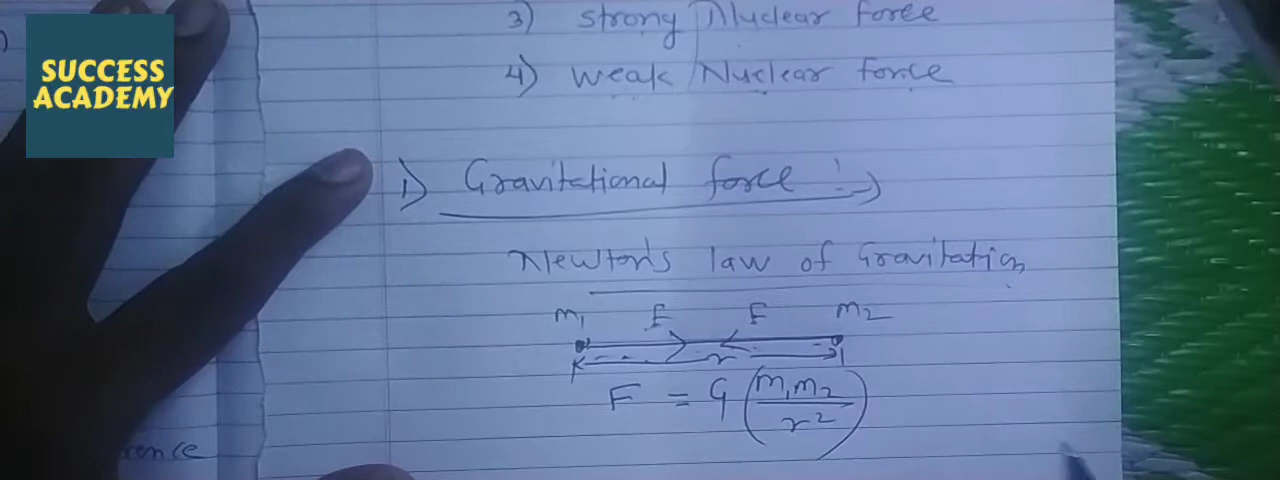 SUCCESS
ACADEMY
3) Strong Nuclear force
4) Weak Nuclear force
1) Gravitational force :-)
Newton's law of Gravitation
m1 F F m2
r
F = G (m1m2/r2)
rence